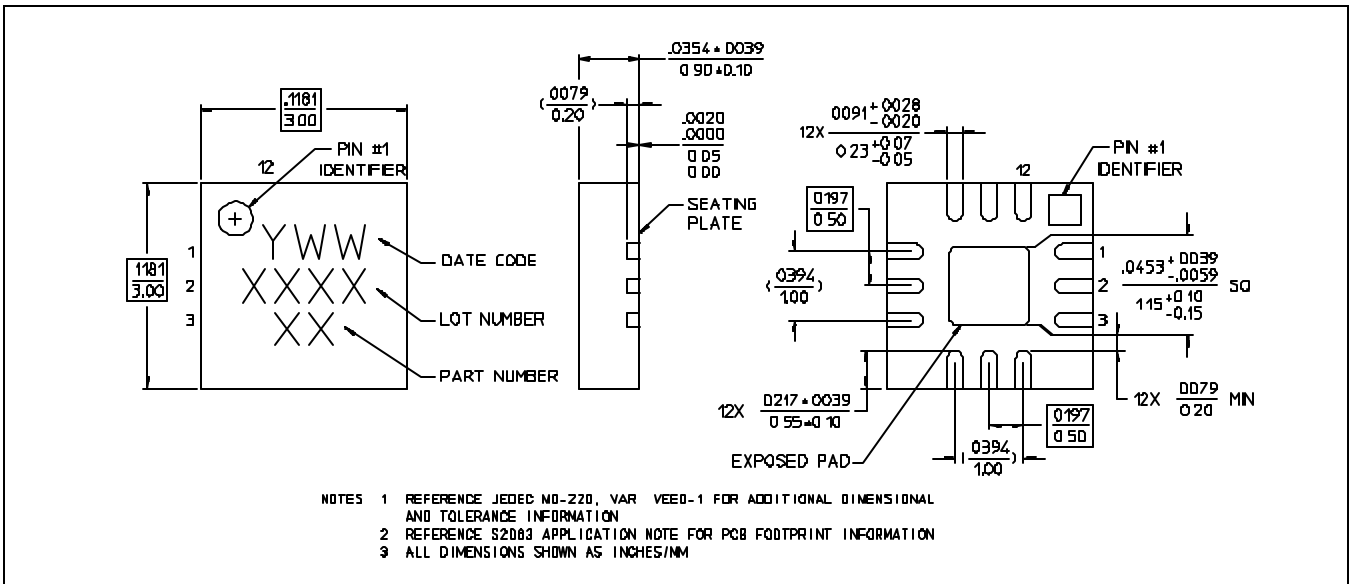 .1181
3.00
PIN #1
IDENTIFIER
12
.1181
3.00
1
2
3
YWW
XXXX
XX
DATE CODE
LOT NUMBER
PART NUMBER
.0354 ± 0039
0 90 ±0.10
(0079)
0.20
.0020
.0000
0 05
0 00
SEATING
PLATE
12X 0091 +0028 -0020
0 23 +0 07 -0 05
0197
0 50
(0394)
1.00
12
PIN #1
IDENTIFIER
1
2
3
.0453 + 0039 -.0059 SQ
1 15 +0 10 -0.15
12X 0217 ± 0039
0 55 ±0 10
12X 0079 MIN
0 20
0197
0 50
(0394)
1.00
EXPOSED PAD
NOTES 1 REFERENCE JEDEC MO-220, VAR VEED-1 FOR ADDITIONAL DIMENSIONAL
AND TOLERANCE INFORMATION
2 REFERENCE S2083 APPLICATION NOTE FOR PCB FOOTPRINT INFORMATION
3 ALL DIMENSIONS SHOWN AS INCHES/MM